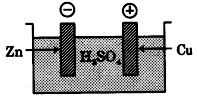 ⊖ ⊕
Zn H₂SO₄ Cu